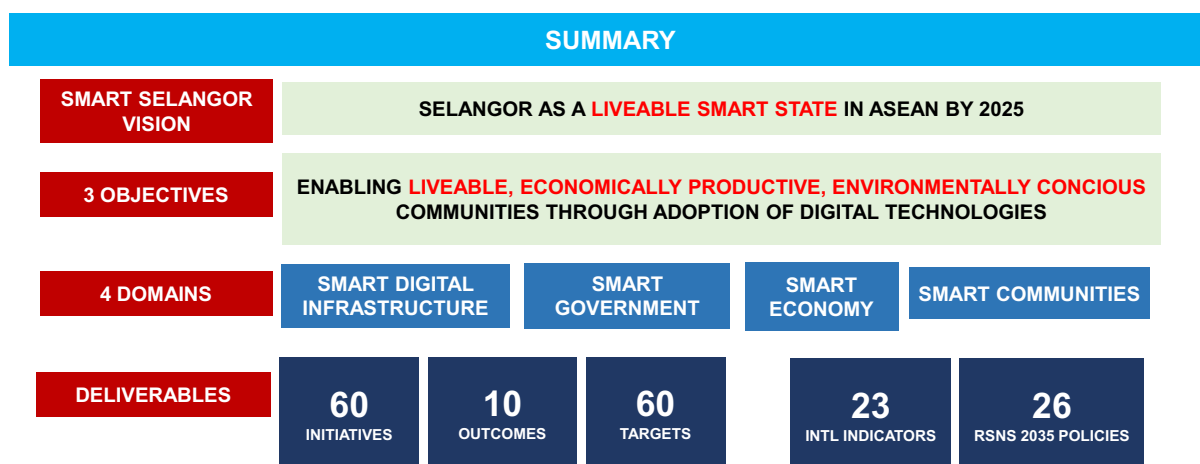 SUMMARY
SMART SELANGOR
VISION
SELANGOR AS A LIVEABLE SMART STATE IN ASEAN BY 2025
3 OBJECTIVES
ENABLING LIVEABLE, ECONOMICALLY PRODUCTIVE, ENVIRONMENTALLY CONCIOUS
COMMUNITIES THROUGH ADOPTION OF DIGITAL TECHNOLOGIES
4 DOMAINS
SMART DIGITAL
INFRASTRUCTURE
SMART
GOVERNMENT
SMART
ECONOMY
SMART COMMUNITIES
DELIVERABLES
60
INITIATIVES
10
OUTCOMES
60
TARGETS
23
INTL INDICATORS
26
RSNS 2035 POLICIES